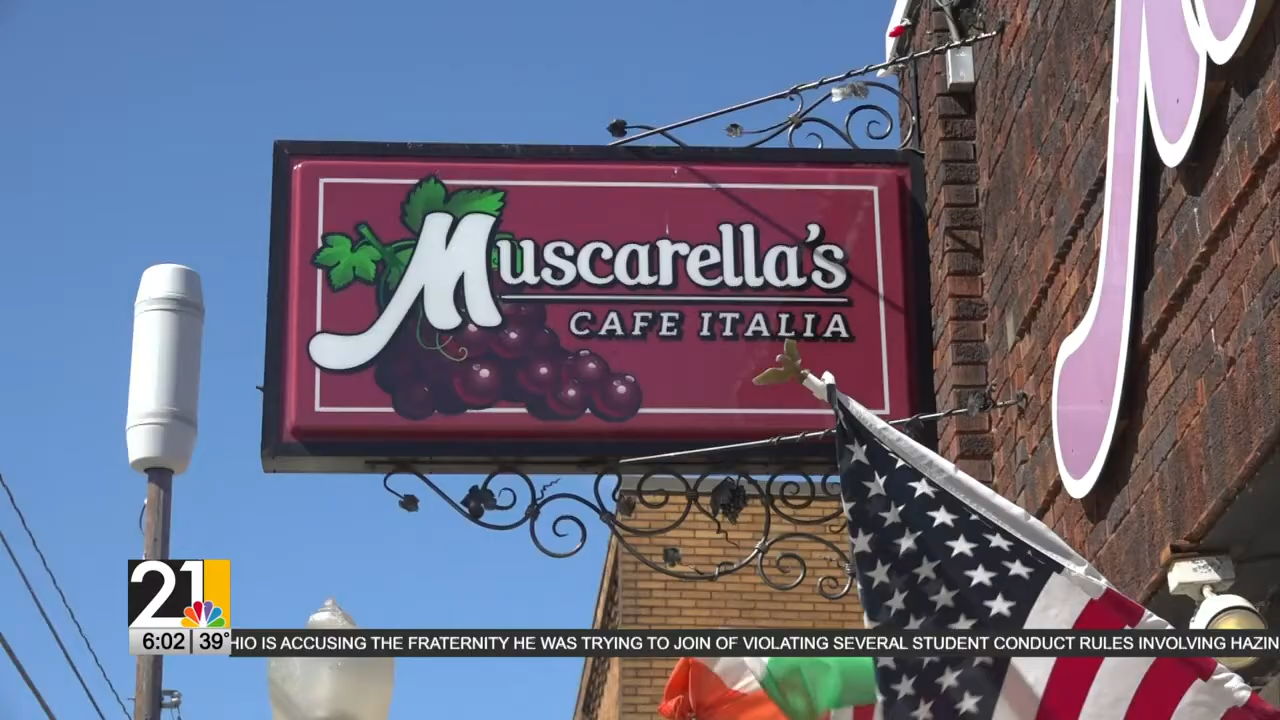 Muscarella's
CAFE ITALIA
21
6:02 39°
HIO IS ACCUSING THE FRATERNITY HE WAS TRYING TO JOIN OF VIOLATING SEVERAL STUDENT CONDUCT RULES INVOLVING HAZIN